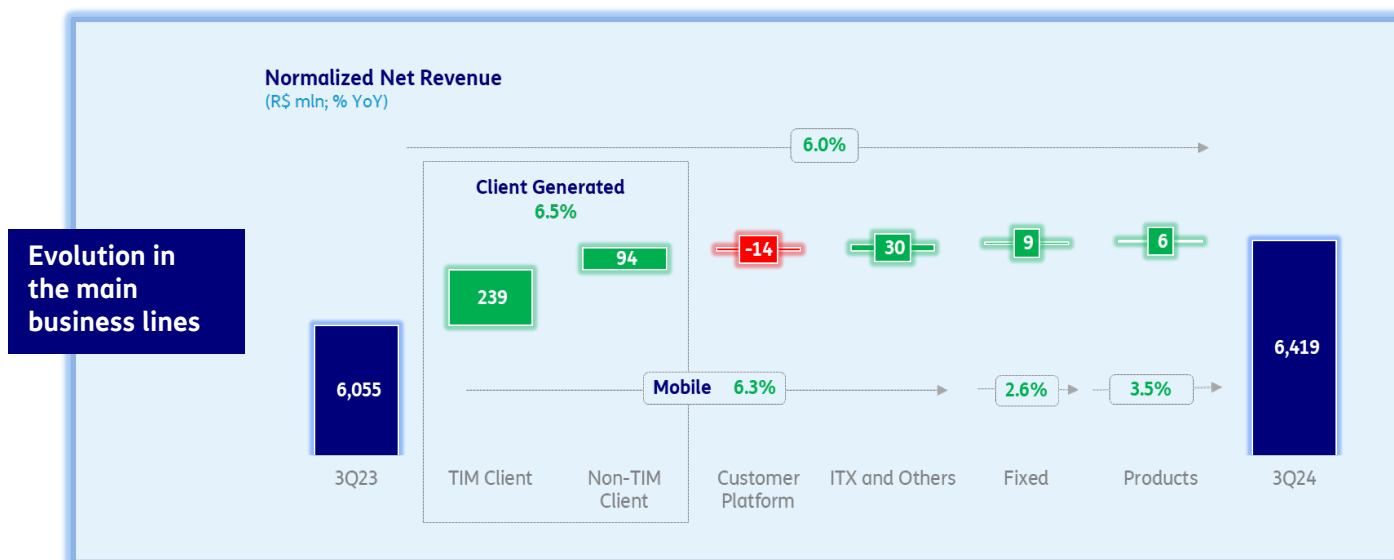 Normalized Net Revenue
(R$ mln; % YoY)
6.0%
Client Generated
6.5%
Evolution in
the main
business lines
6,055
239
94
-14
30
9
6
6,419
Mobile 6.3%
2.6%
3.5%
3Q23
TIM Client
Non-TIM
Client
Customer
Platform
ITX and Others
Fixed
Products
3Q24